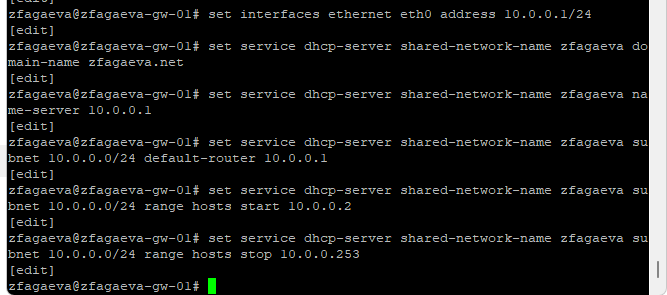 [edit]
zfagaeva@zfagaeva-gw-01# set interfaces ethernet eth0 address 10.0.0.1/24
[edit]
zfagaeva@zfagaeva-gw-01# set service dhcp-server shared-network-name zfagaeva do
main-name zfagaeva.net
[edit]
zfagaeva@zfagaeva-gw-01# set service dhcp-server shared-network-name zfagaeva na
me-server 10.0.0.1
[edit]
zfagaeva@zfagaeva-gw-01# set service dhcp-server shared-network-name zfagaeva su
bnet 10.0.0.0/24 default-router 10.0.0.1
[edit]
zfagaeva@zfagaeva-gw-01# set service dhcp-server shared-network-name zfagaeva su
bnet 10.0.0.0/24 range hosts start 10.0.0.2
[edit]
zfagaeva@zfagaeva-gw-01# set service dhcp-server shared-network-name zfagaeva su
bnet 10.0.0.0/24 range hosts stop 10.0.0.253
[edit]
zfagaeva@zfagaeva-gw-01#